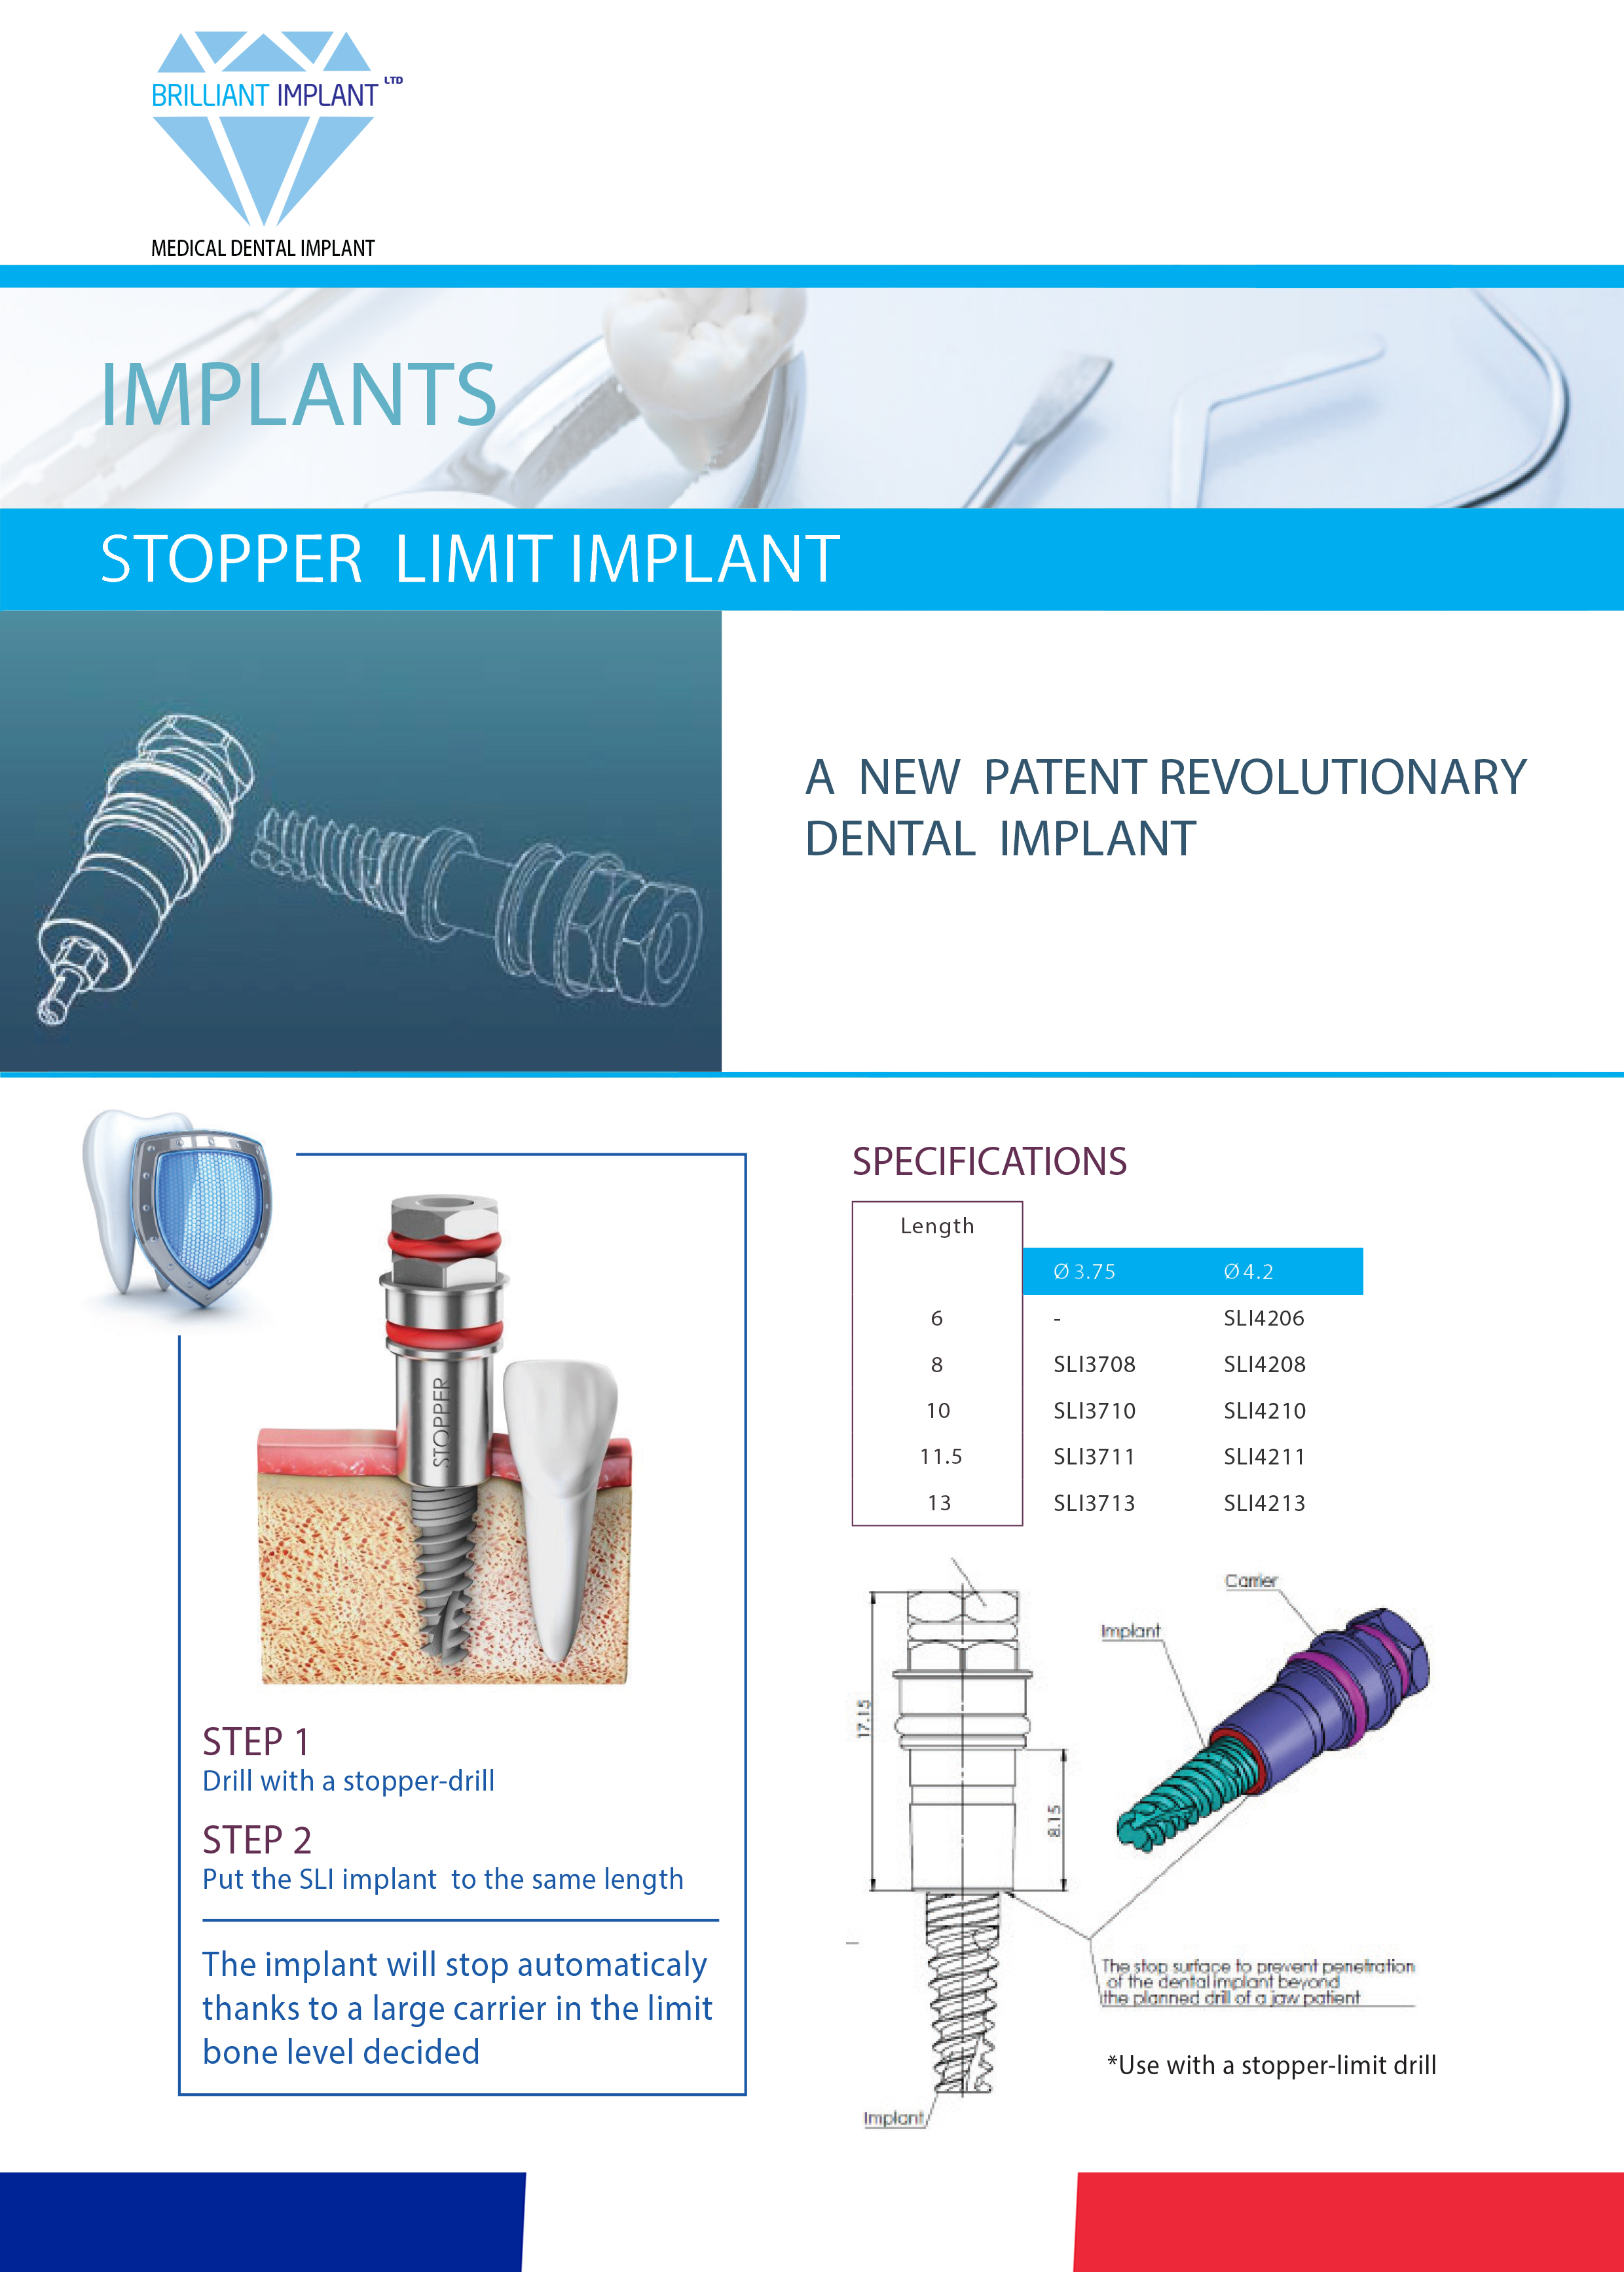 BRILLIANT IMPLANT LTD
MEDICAL DENTAL IMPLANT
IMPLANTS
STOPPER LIMIT IMPLANT
A NEW PATENT REVOLUTIONARY
DENTAL IMPLANT
STOPPER
STEP 1
Drill with a stopper-drill
STEP 2
Put the SLI implant to the same length
The implant will stop automaticaly
thanks to a large carrier in the limit
bone level decided
SPECIFICATIONS
Length
Ø 3.75 Ø 4.2
6 - SLI4206
8 SLI3708 SLI4208
10 SLI3710 SLI4210
11.5 SLI3711 SLI4211
13 SLI3713 SLI4213
Carrier
Implant
17.15
8.15
The stop surface to prevent penetration
of the dental implant beyond
the planned drill of a jaw patient
*Use with a stopper-limit drill
Implant